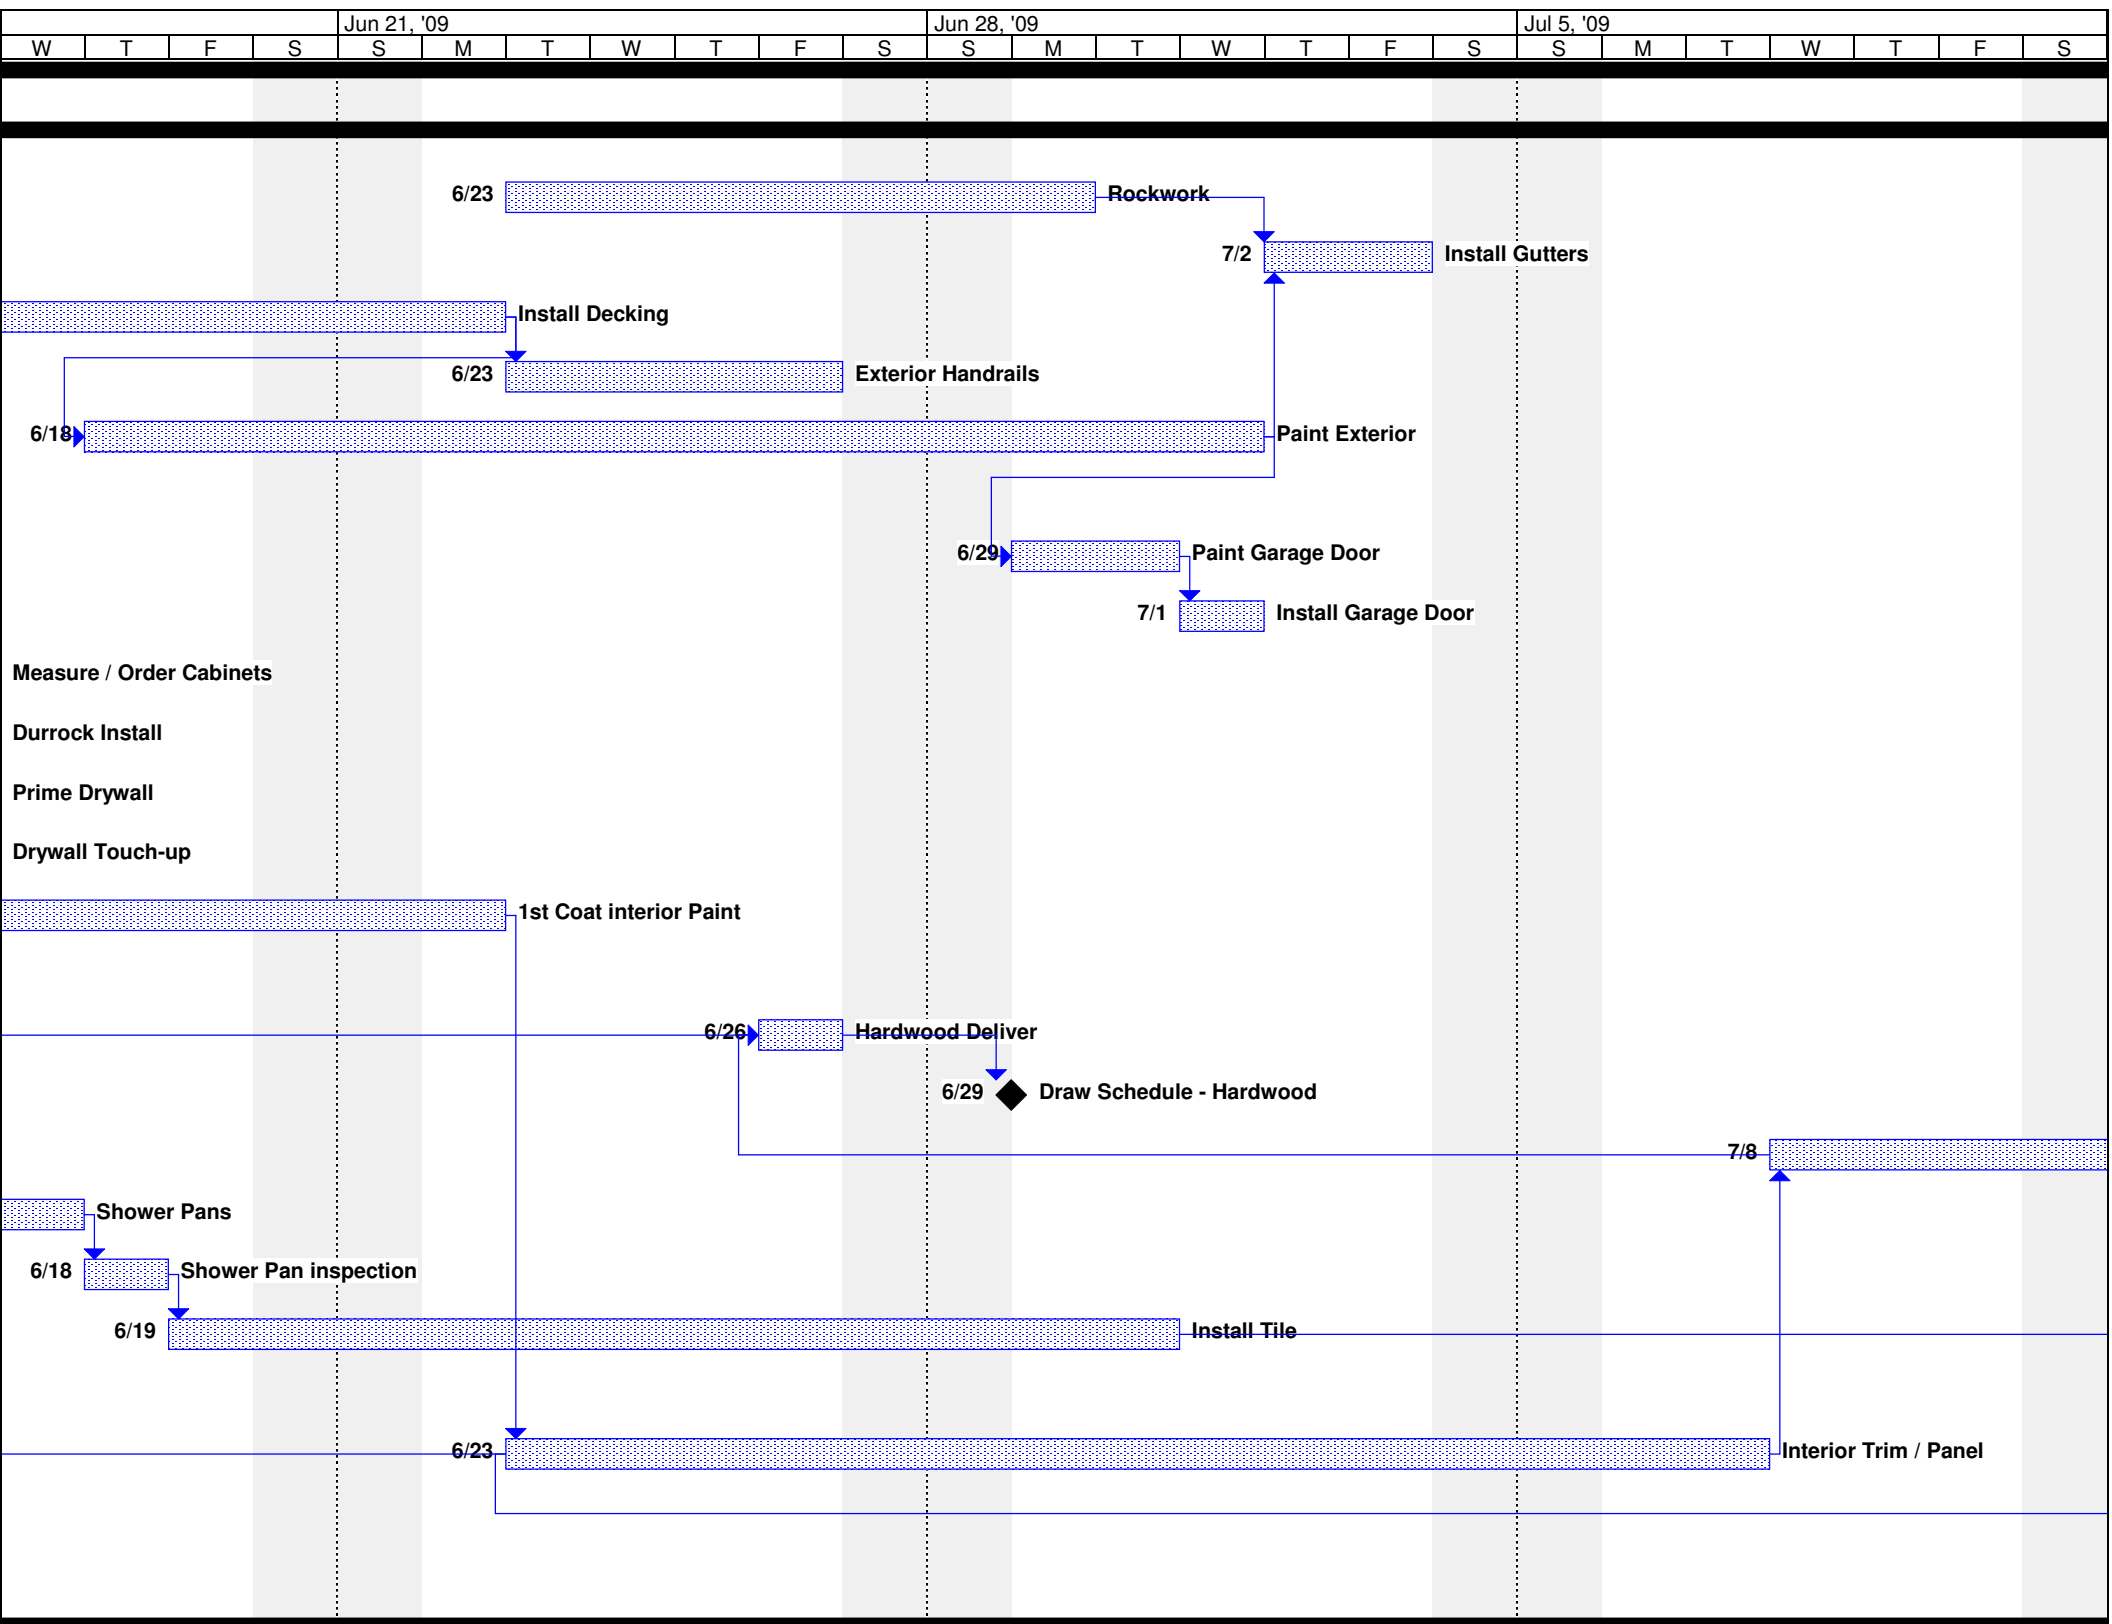 Jun 21, '09 Jun 28, '09 Jul 5, '09
W T F S S M T W T F S S M T W T F S S M T W T F S
6/23 Rockwork
7/2 Install Gutters
Install Decking
6/23 Exterior Handrails
6/18 Paint Exterior
6/29 Paint Garage Door
7/1 Install Garage Door
Measure / Order Cabinets
Durrock Install
Prime Drywall
Drywall Touch-up
1st Coat interior Paint
6/26 Hardwood Deliver
6/29 Draw Schedule - Hardwood
7/8
Shower Pans
6/18 Shower Pan inspection
6/19 Install Tile
6/23 Interior Trim / Panel